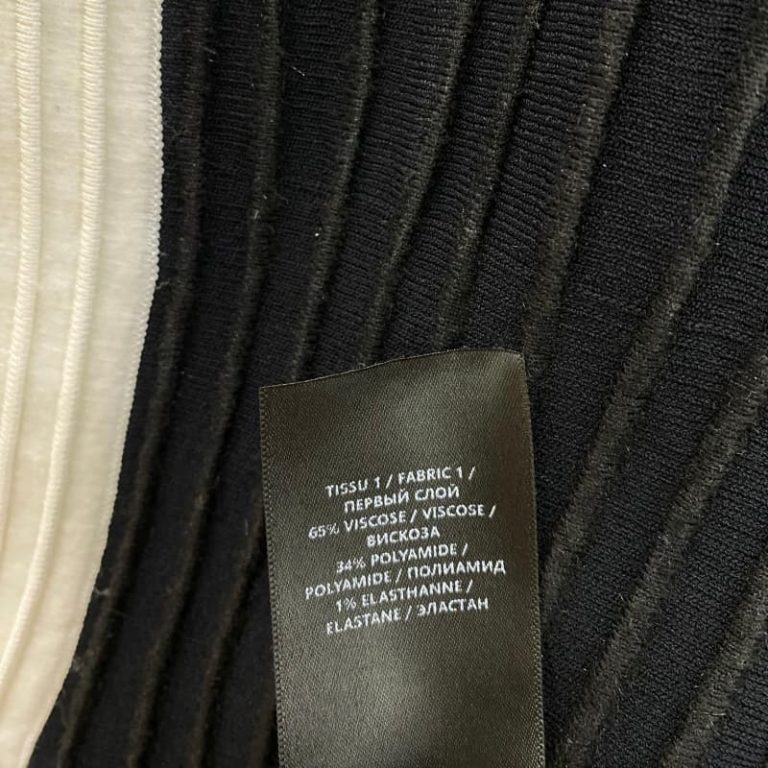 TISSU 1 / FABRIC 1 /
ПЕРВЫЙ СЛОЙ
65% VISCOSE / VISCOSE /
ВИСКОЗА
34% POLYAMIDE /
POLYAMIDE / ПОЛИАМИД
1% ELASTHANNE /
ELASTANE / ЭЛАСТАН